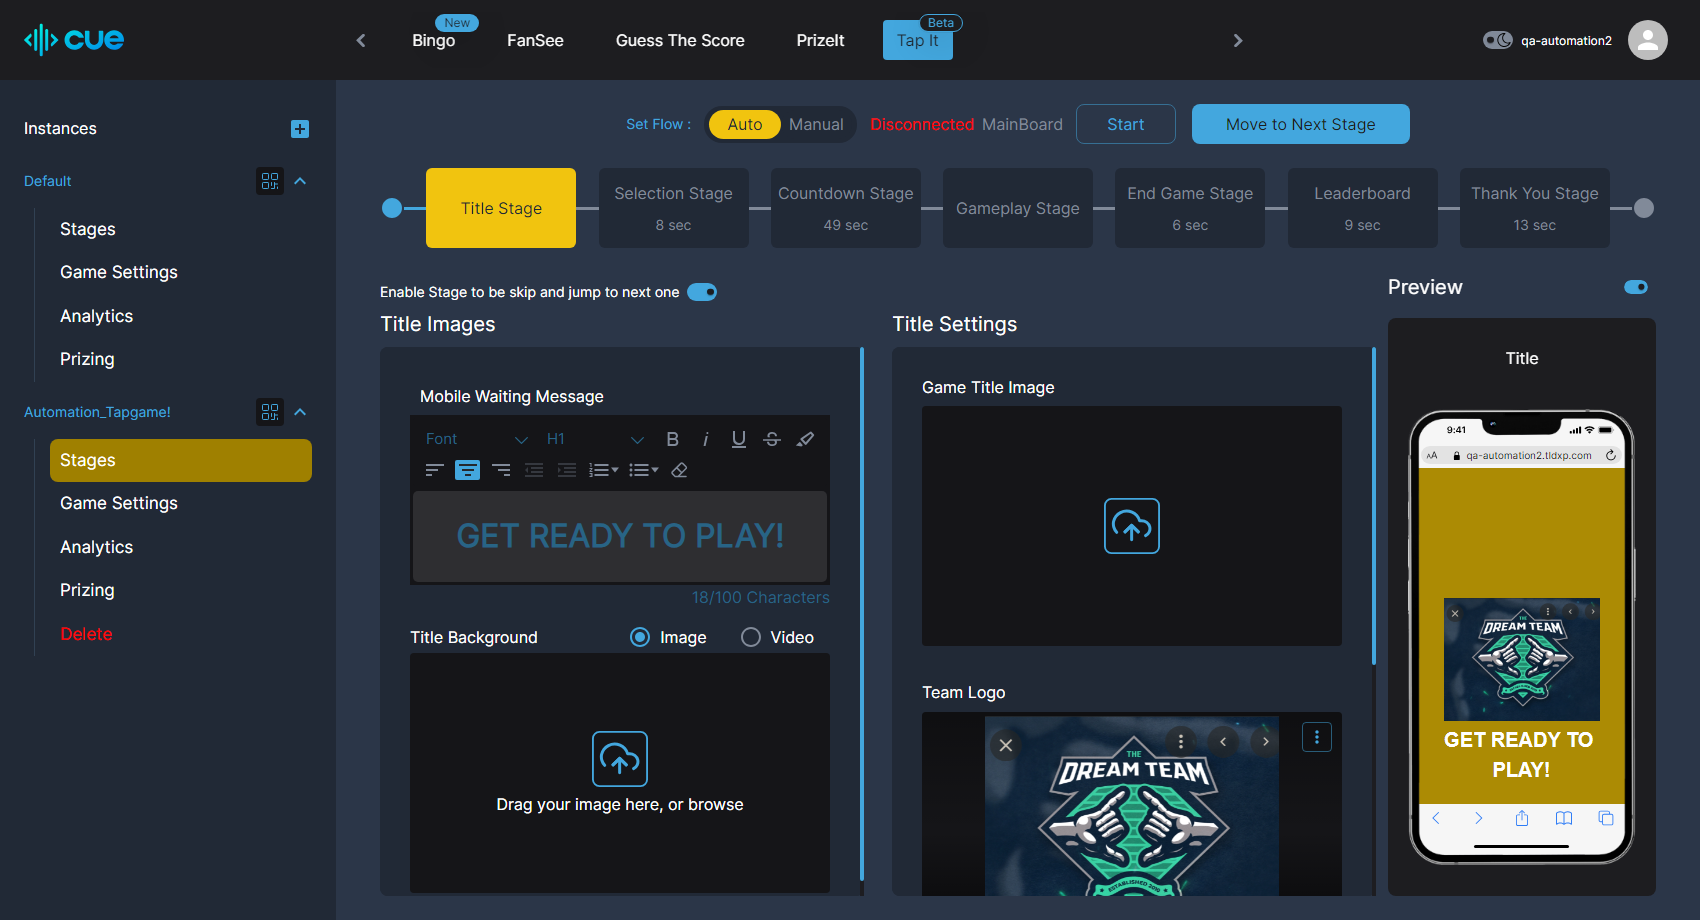 cue
New
Bingo
FanSee
Guess The Score
PrizeIt
Beta
Tap It
qa-automation2
Instances
Default
Stages
Game Settings
Analytics
Prizing
Automation_Tapgame!
Stages
Game Settings
Analytics
Prizing
Delete
Set Flow :
Auto
Manual
Disconnected MainBoard
Start
Move to Next Stage
Title Stage
Selection Stage
8 sec
Countdown Stage
49 sec
Gameplay Stage
End Game Stage
6 sec
Leaderboard
9 sec
Thank You Stage
13 sec
Enable Stage to be skip and jump to next one
Title Images
Mobile Waiting Message
Font
H1
B
i
U
S
GET READY TO PLAY!
18/100 Characters
Title Background
Image
Video
Drag your image here, or browse
Title Settings
Game Title Image
Team Logo
THE
DREAM TEAM
ESTABLISHED 2010
Preview
Title
9:41
AA
qa-automation2.tldxp.com
THE
DREAM TEAM
GET READY TO
PLAY!